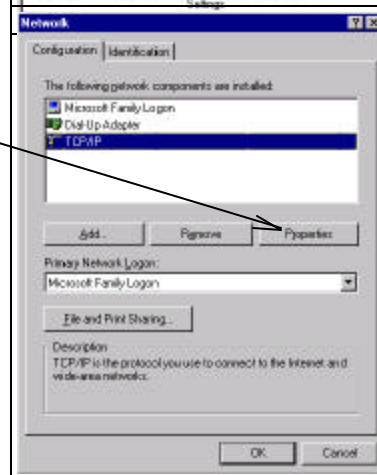 Settings
Network
Configuration Identification
The following network components are installed:
Microsoft Family Logon
Dial-Up Adapter
TCP/IP
Add... Remove Properties
Primary Network Logon:
Microsoft Family Logon
File and Print Sharing...
Description
TCP/IP is the protocol you use to connect to the Internet and
wide-area networks.
OK Cancel